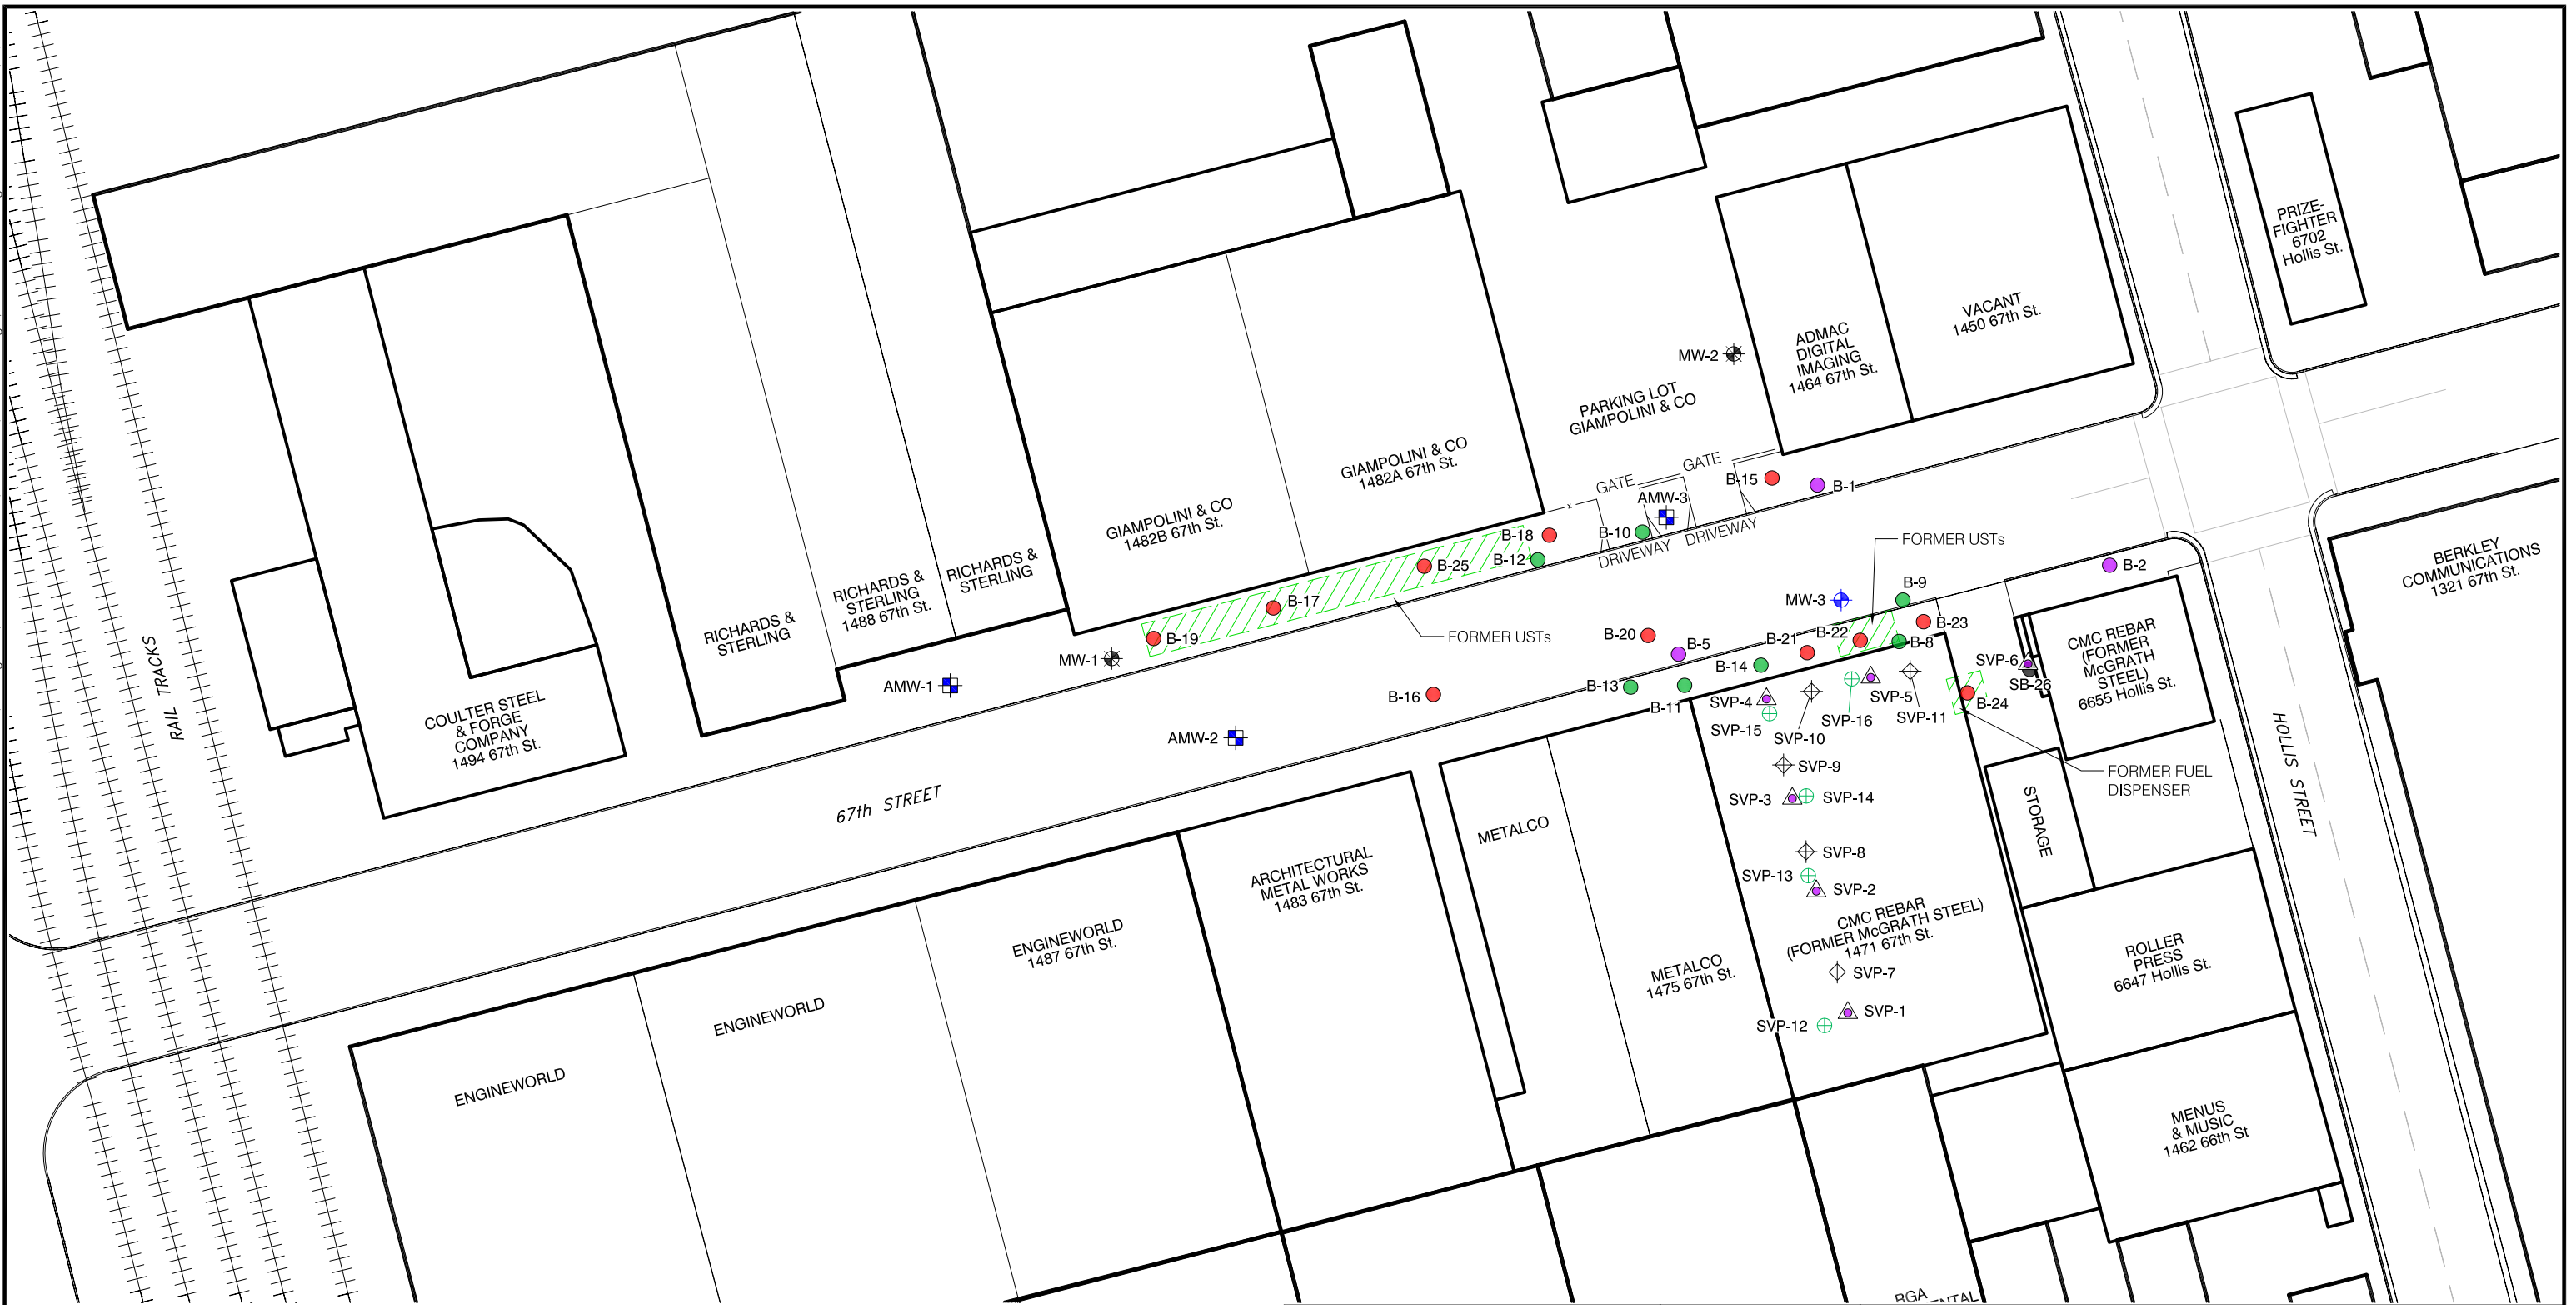 PRIZE-
FIGHTER
6702
Hollis St.
VACANT
1450 67th St.
ADMAC
DIGITAL
IMAGING
1464 67th St.
MW-2
PARKING LOT
GIAMPOLINI & CO
GIAMPOLINI & CO
1482A 67th St.
GIAMPOLINI & CO
1482B 67th St.
GATE
GATE
AMW-3
B-15
B-1
B-18
B-10
B-12
DRIVEWAY
DRIVEWAY
B-25
B-17
B-19
FORMER USTs
FORMER USTs
RICHARDS &
STERLING
RICHARDS &
STERLING
1488 67th St.
RICHARDS &
STERLING
COULTER STEEL
& FORGE
COMPANY
1494 67th St.
RAIL TRACKS
MW-1
AMW-1
AMW-2
MW-3
B-9
B-2
B-20
B-5
B-21
B-22
B-23
B-8
B-14
B-13
B-11
B-16
BERKLEY
COMMUNICATIONS
1321 67th St.
CMC REBAR
(FORMER
McGRATH
STEEL)
6655 Hollis St.
SVP-6
SB-26
B-24
SVP-4
SVP-15
SVP-10
SVP-16
SVP-5
SVP-11
SVP-9
SVP-3
SVP-14
FORMER FUEL
DISPENSER
HOLLIS STREET
STORAGE
67th STREET
METALCO
SVP-8
SVP-13
SVP-2
ARCHITECTURAL
METAL WORKS
1483 67th St.
CMC REBAR
(FORMER McGRATH STEEL)
1471 67th St.
ENGINEWORLD
1487 67th St.
METALCO
1475 67th St.
SVP-7
SVP-1
SVP-12
ROLLER
PRESS
6647 Hollis St.
ENGINEWORLD
ENGINEWORLD
MENUS
& MUSIC
1462 66th St
RGA